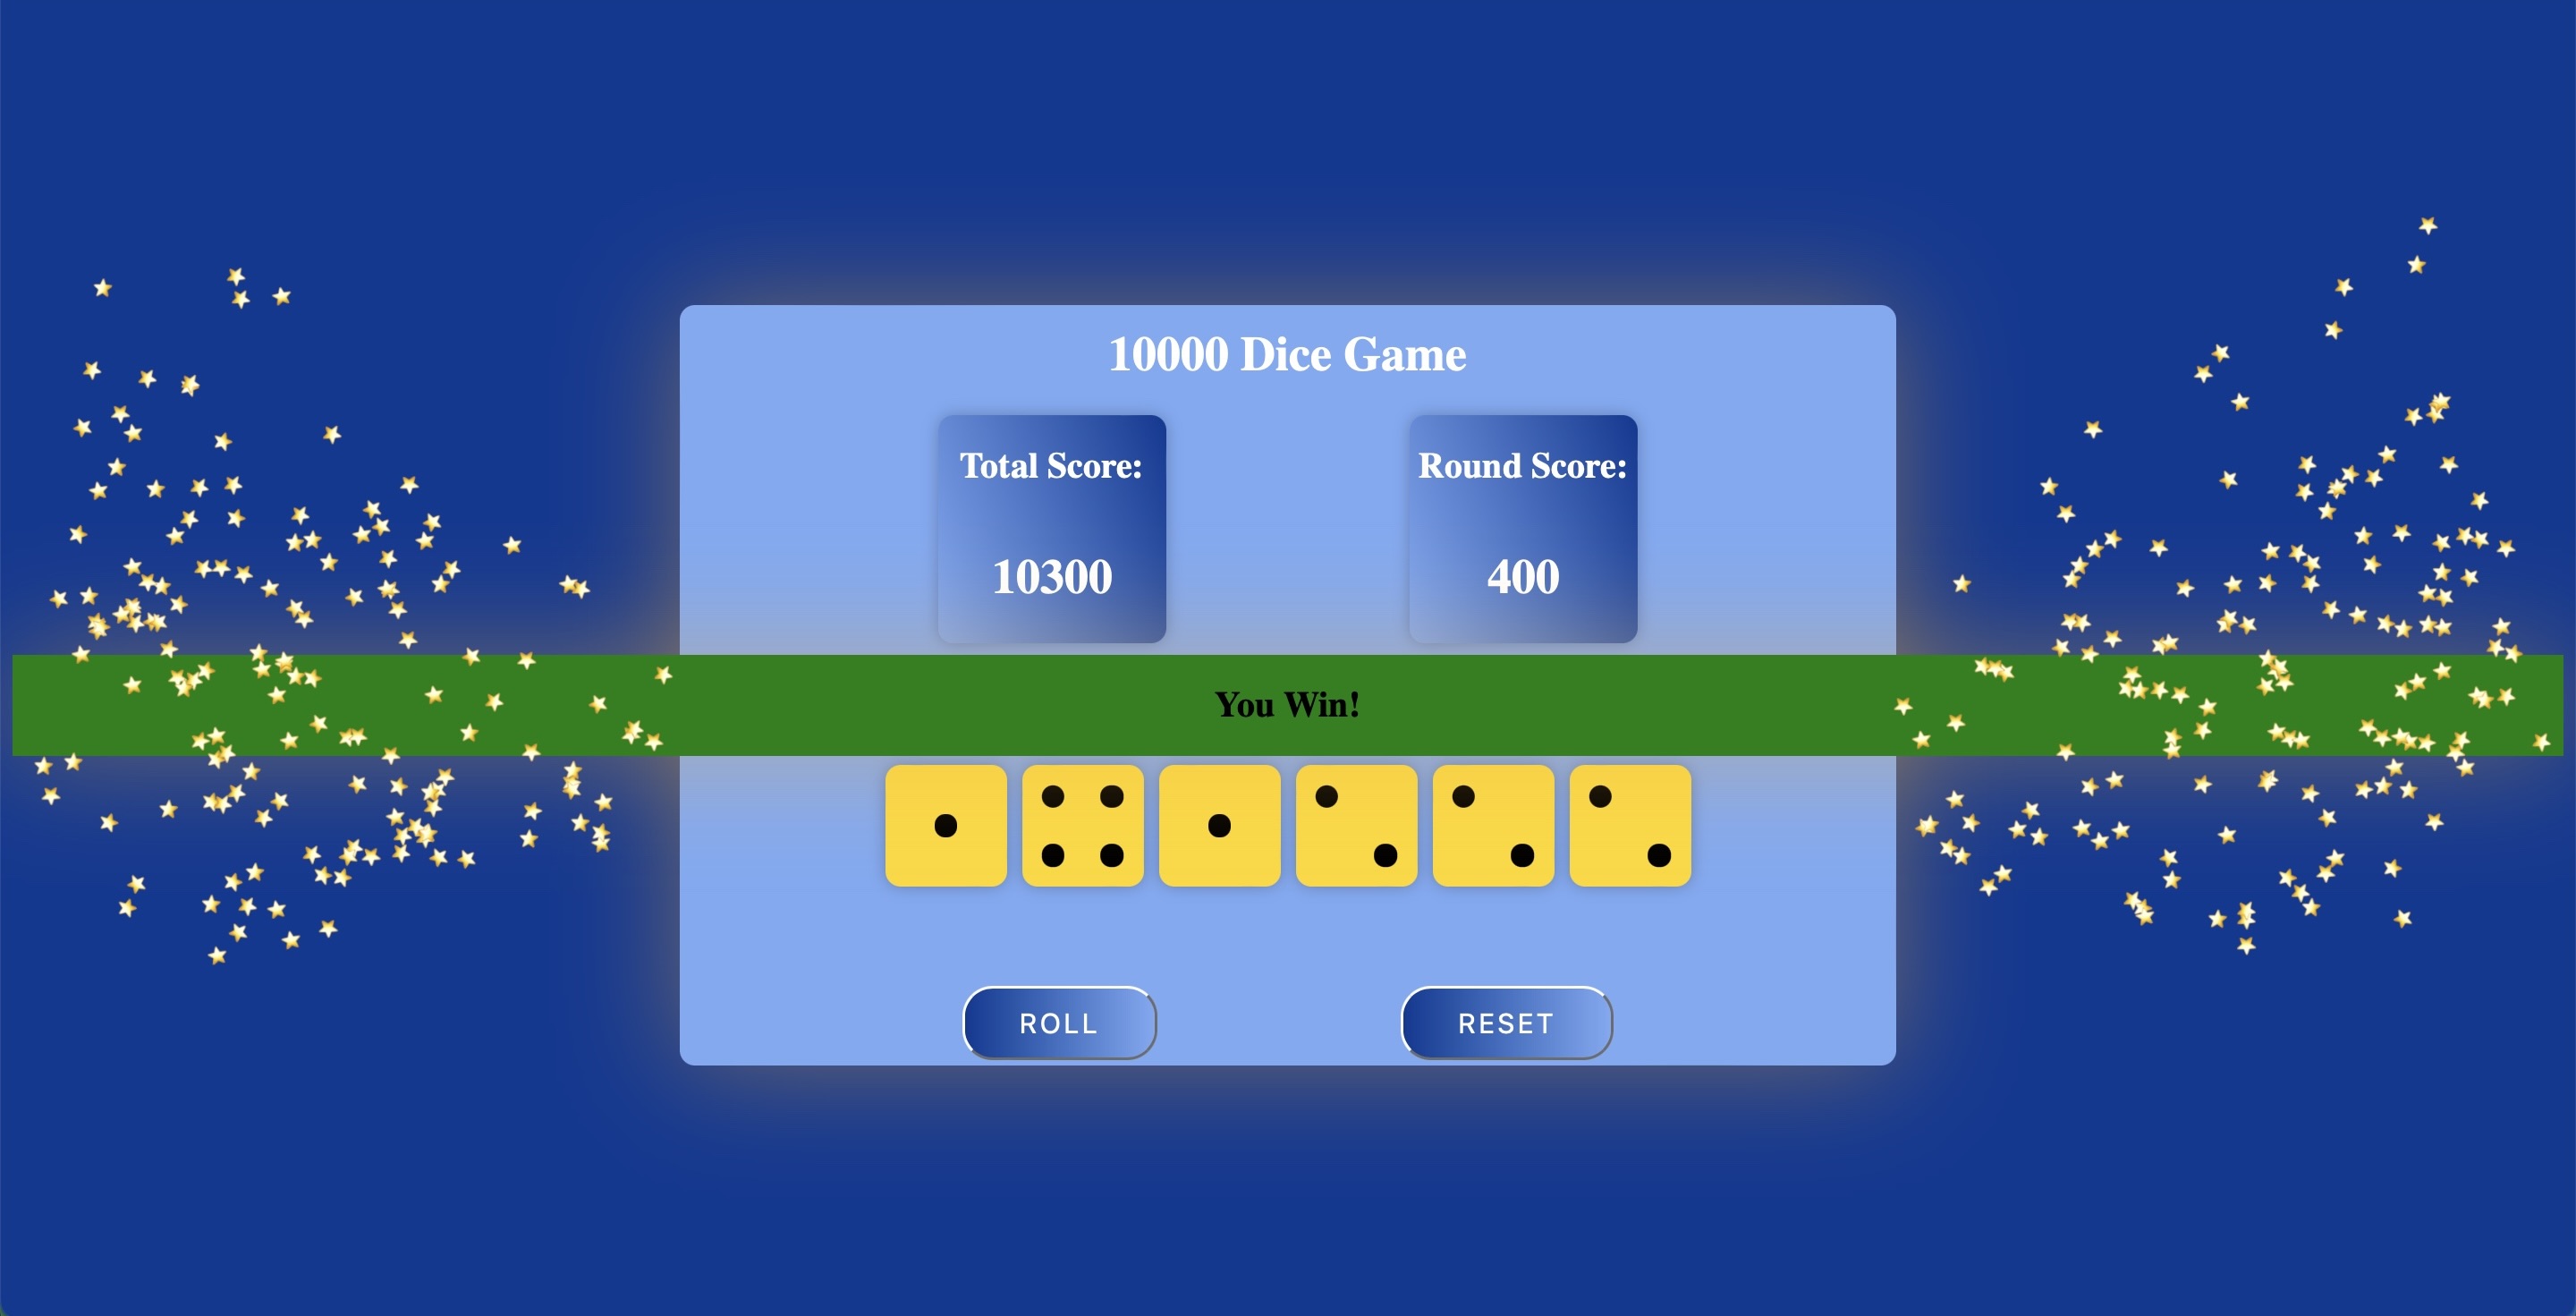 10000 Dice Game
Total Score:
10300
Round Score:
400
You Win!
ROLL
RESET